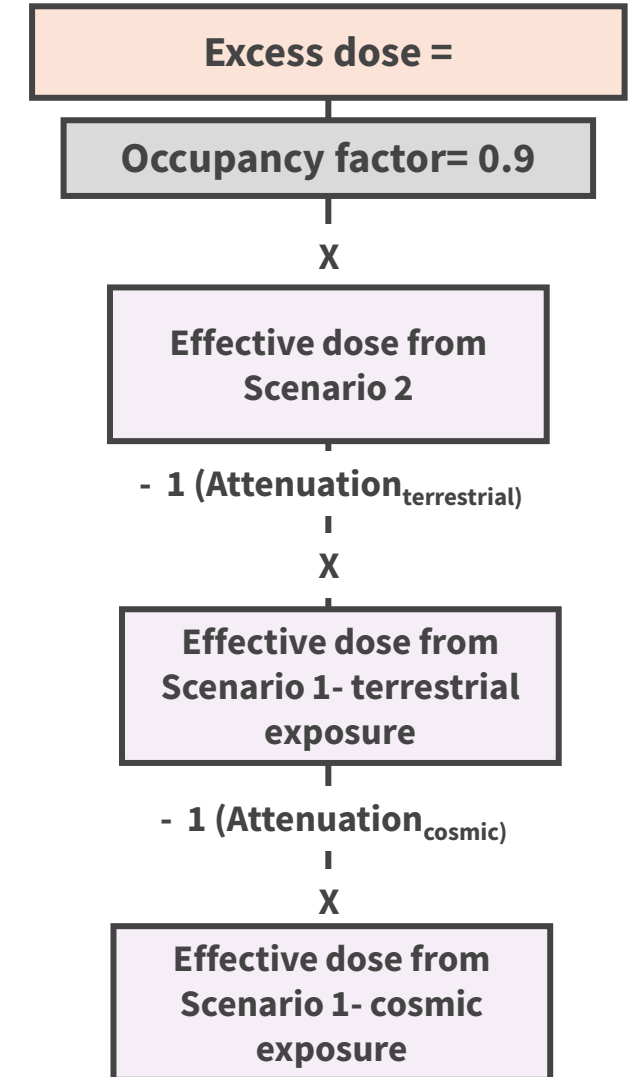 Excess dose =
Occupancy factor= 0.9
X
Effective dose from
Scenario 2
- 1 (Attenuationterrestrial)
X
Effective dose from
Scenario 1- terrestrial
exposure
- 1 (Attenuationcosmic)
X
Effective dose from
Scenario 1- cosmic
exposure